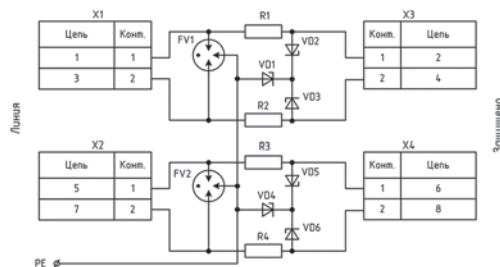 X1
Цепь Конт.
1 1
3 2
FV1
R1
VD2
VD1
VD3
R2
X3
Конт. Цепь
1 2
2 4
Линия
Защищено
X2
Цепь Конт.
5 1
7 2
FV2
R3
VD5
VD4
VD6
R4
X4
Конт. Цепь
1 6
2 8
PE